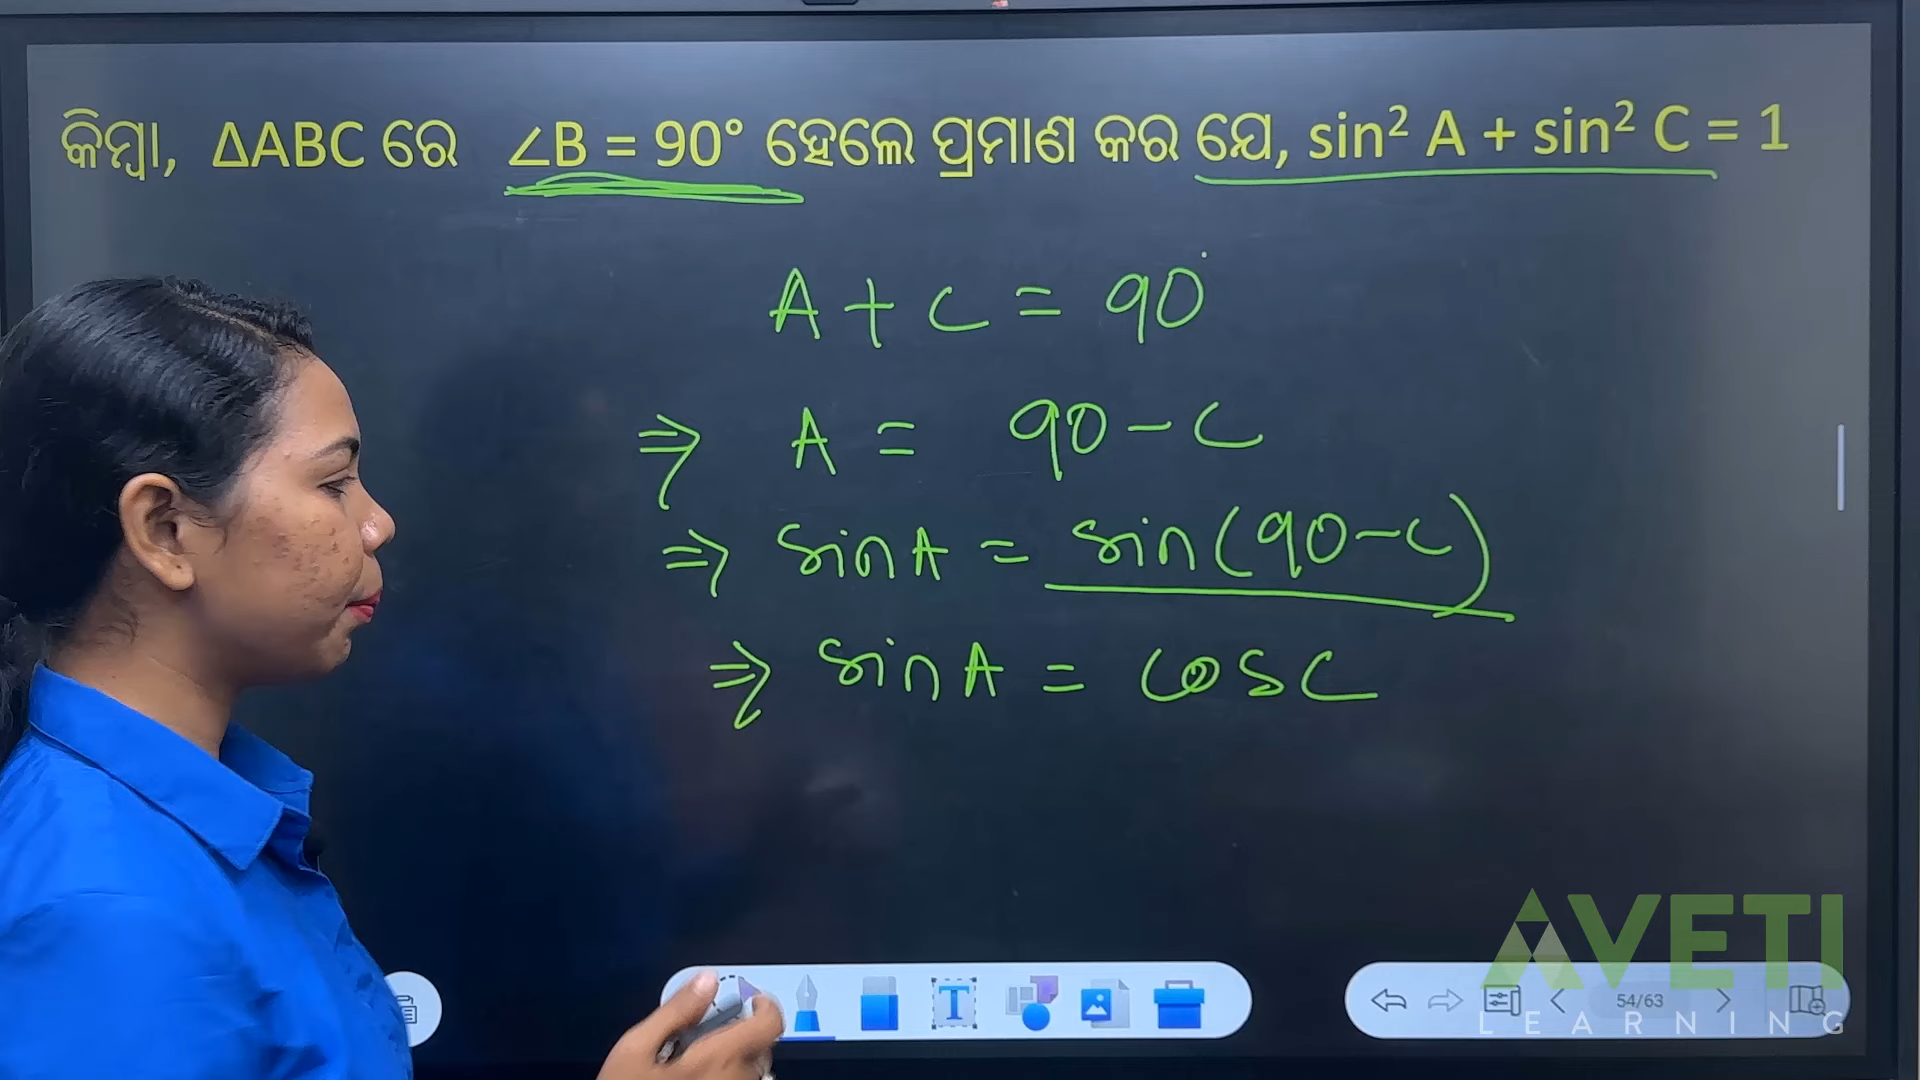 କିମ୍ବା, ΔABC ରେ ∠B = 90° ହେଲେ ପ୍ରମାଣ କର ଯେ, sin² A + sin² C = 1
A + C = 90°
⇒ A = 90 - C
⇒ sin A = sin (90 - C)
⇒ sin A = cos C
T
54/63
AVETI
LEARNING